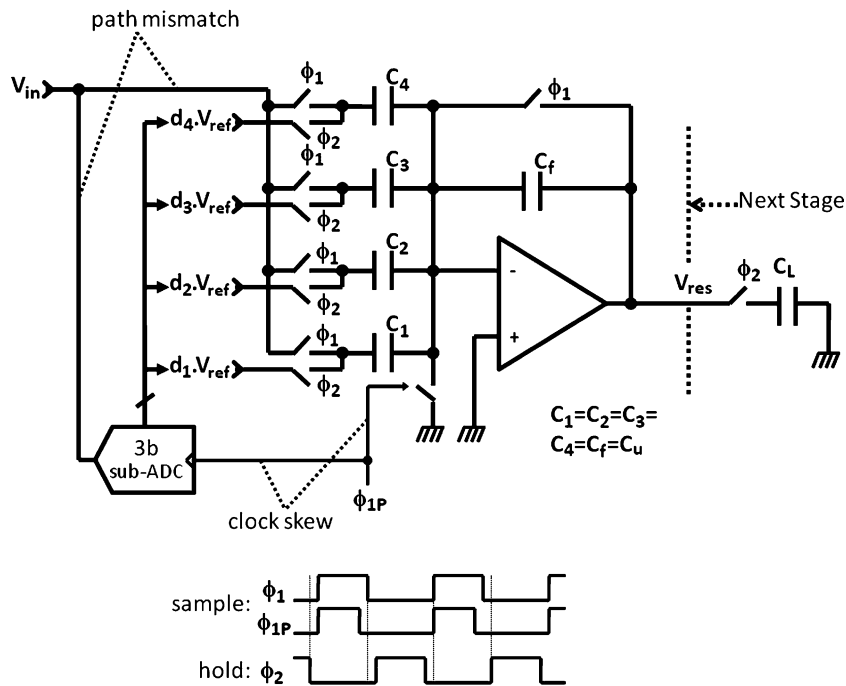 path mismatch
Vin
ϕ1
C4
ϕ1
d4.Vref
ϕ2
ϕ1
C3
Cf
d3.Vref
ϕ2
Next Stage
ϕ1
C2
d2.Vref
ϕ2
-
Vres
ϕ2
CL
ϕ1
C1
+
d1.Vref
ϕ2
C1=C2=C3=
C4=Cf=Cu
3b
sub-ADC
ϕ1P
clock skew
sample:
ϕ1
ϕ1P
hold:
ϕ2